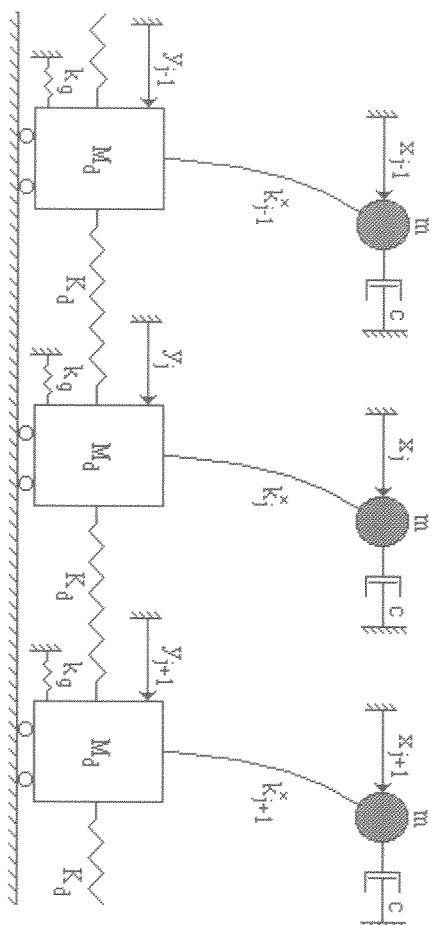 m
x_{j-1}
c
m
x_j
c
m
x_{j+1}
c
k^x_{j-1}
k^x_j
k^x_{j+1}
y_{j-1}
y_j
y_{j+1}
M_d
M_d
M_d
k_g
K_d
k_g
K_d
k_g
K_d